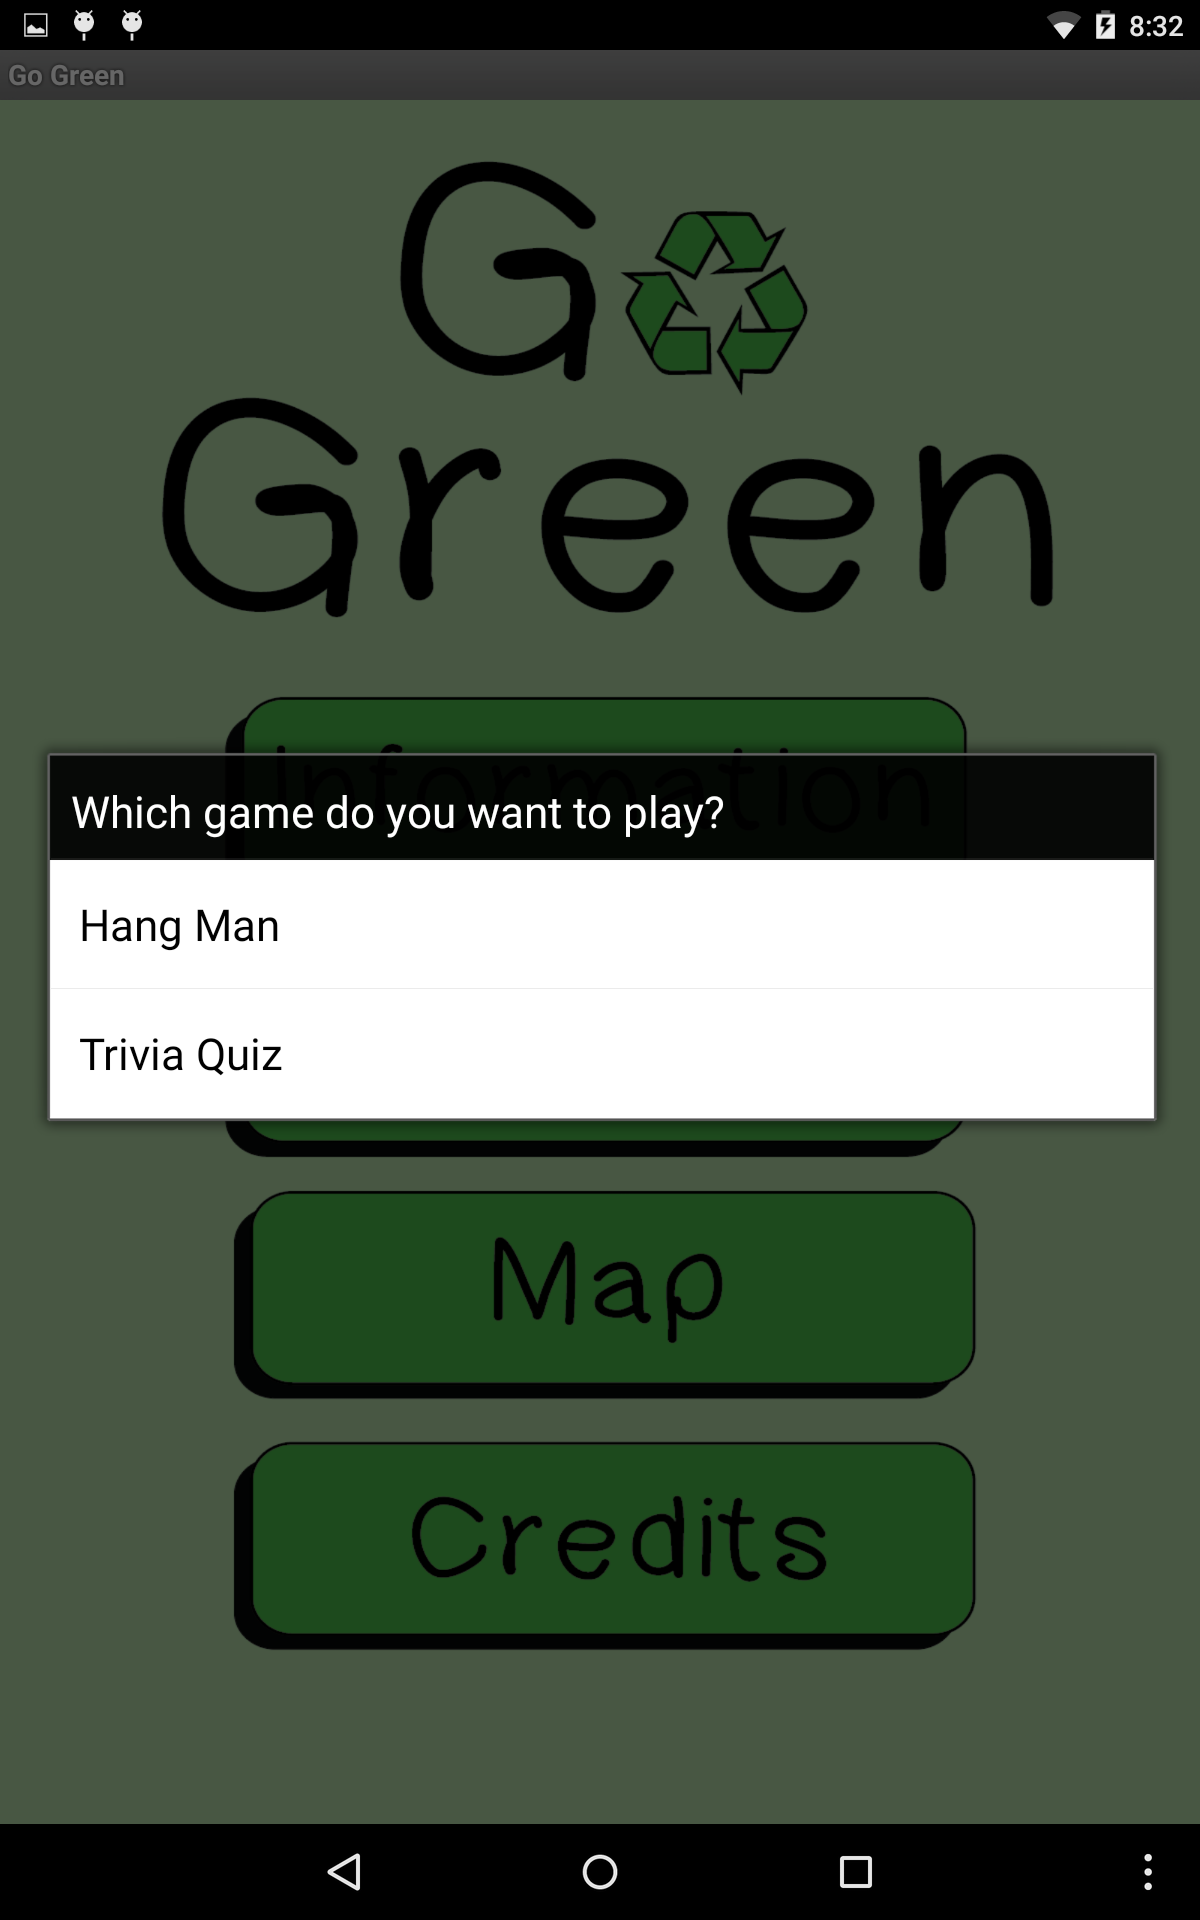 8:32
Go Green
G
Green
Information
Which game do you want to play?
Hang Man
Trivia Quiz
Map
Credits